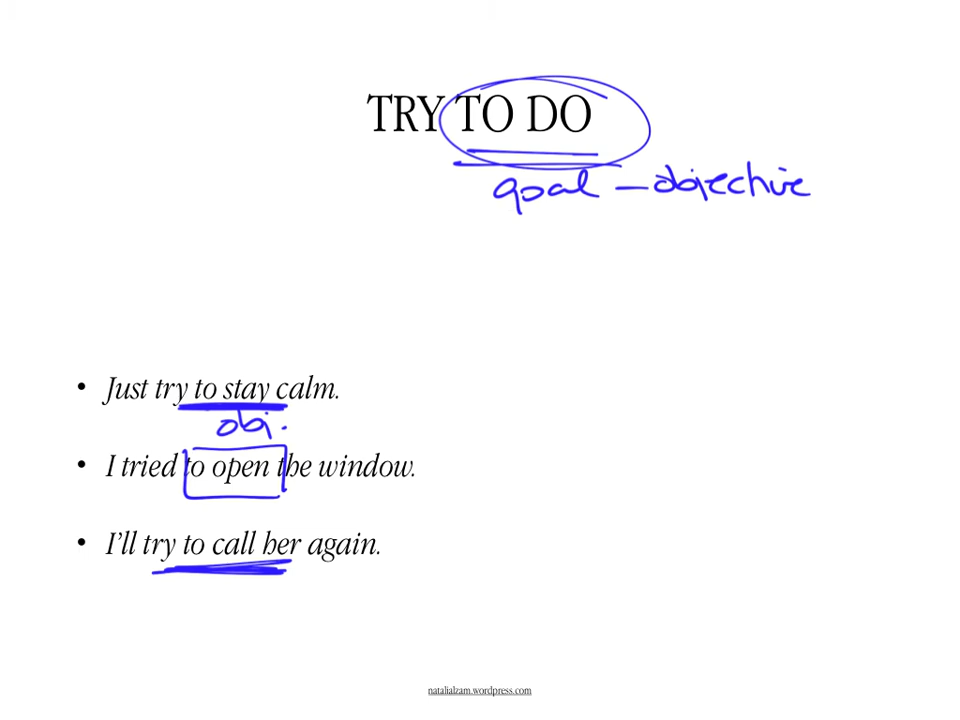 TRY TO DO
goal – objective
• Just try to stay calm.
obj.
• I tried to open the window.
• I'll try to call her again.
natalialzam.wordpress.com